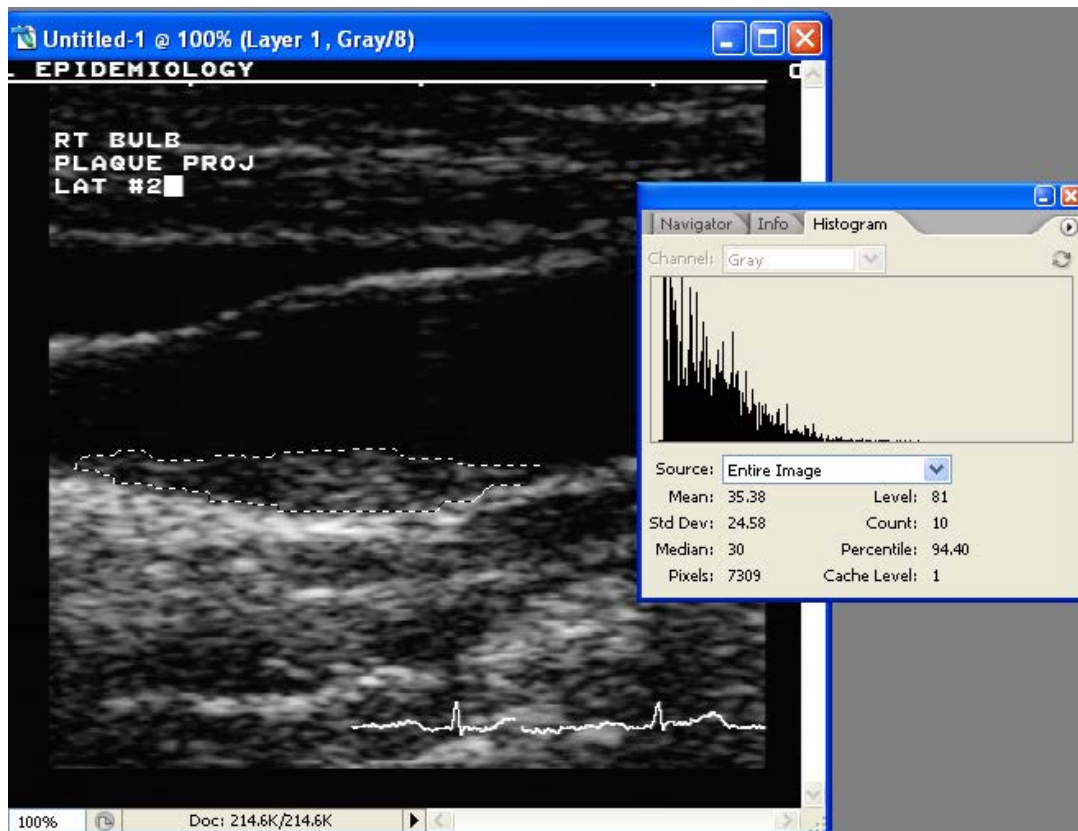 Untitled-1 @ 100% (Layer 1, Gray/8)
L EPIDEMIOLOGY
RT BULB
PLAQUE PROJ
LAT #2
Navigator Info Histogram
Channel: Gray
Source: Entire Image
Mean: 35.38 Level: 81
Std Dev: 24.58 Count: 10
Median: 30 Percentile: 94.40
Pixels: 7309 Cache Level: 1
100% Doc: 214.6K/214.6K